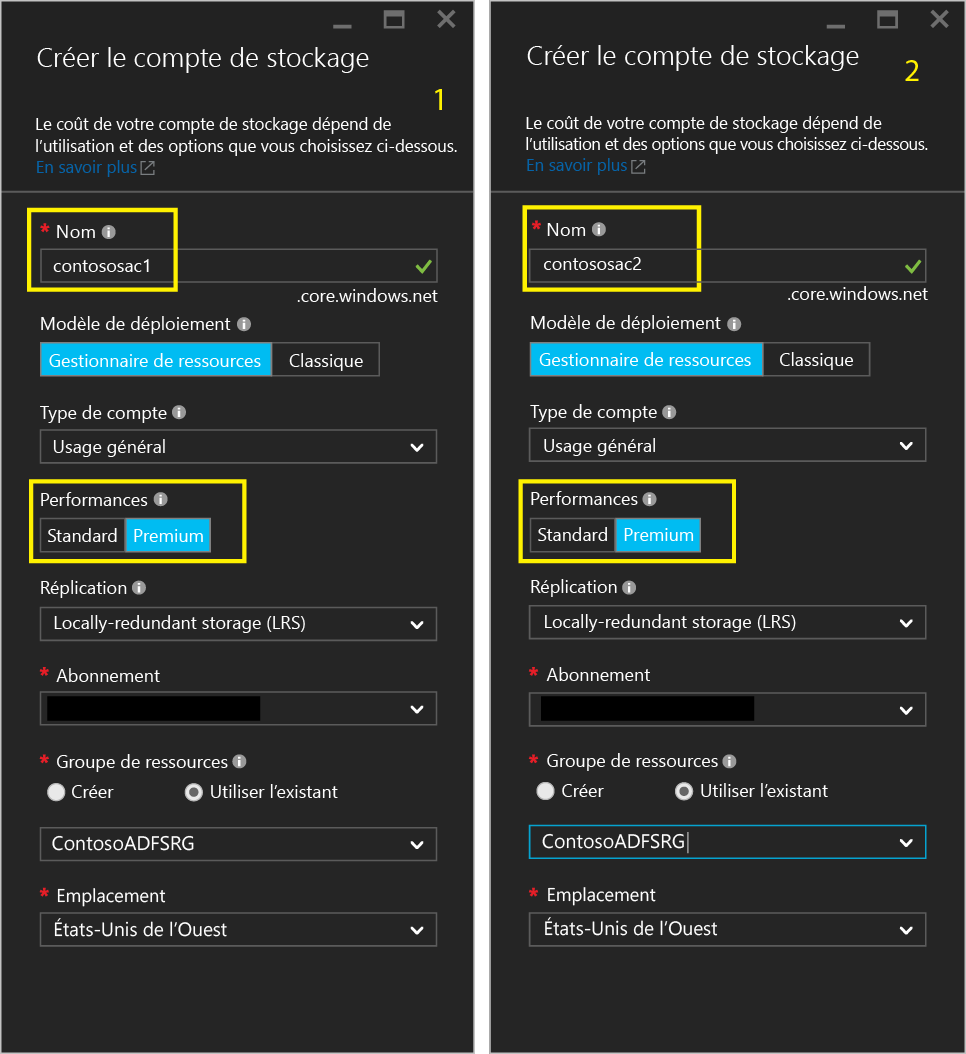 Créer le compte de stockage
1
Le coût de votre compte de stockage dépend de
l'utilisation et des options que vous choisissez ci-dessous.
En savoir plus
* Nom
contososac1
.core.windows.net
Modèle de déploiement
Gestionnaire de ressources Classique
Type de compte
Usage général
Performances
Standard Premium
Réplication
Locally-redundant storage (LRS)
* Abonnement
* Groupe de ressources
Créer Utiliser l'existant
ContosoADFSRG
* Emplacement
États-Unis de l'Ouest
Créer le compte de stockage
2
Le coût de votre compte de stockage dépend de
l'utilisation et des options que vous choisissez ci-dessous.
En savoir plus
* Nom
contososac2
.core.windows.net
Modèle de déploiement
Gestionnaire de ressources Classique
Type de compte
Usage général
Performances
Standard Premium
Réplication
Locally-redundant storage (LRS)
* Abonnement
* Groupe de ressources
Créer Utiliser l'existant
ContosoADFSRG
* Emplacement
États-Unis de l'Ouest